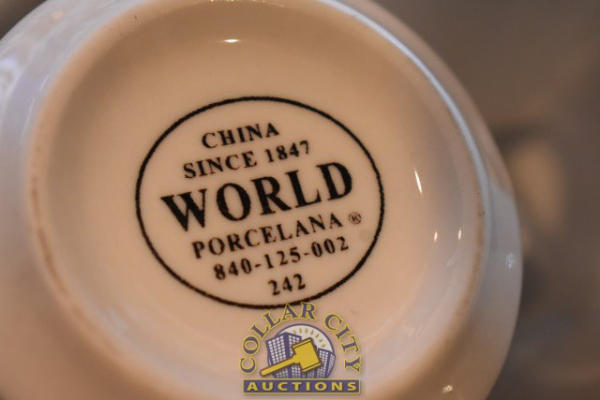 CHINA
SINCE 1847
WORLD
PORCELANA ®
840-125-002
242
COLLAR CITY
AUCTIONS